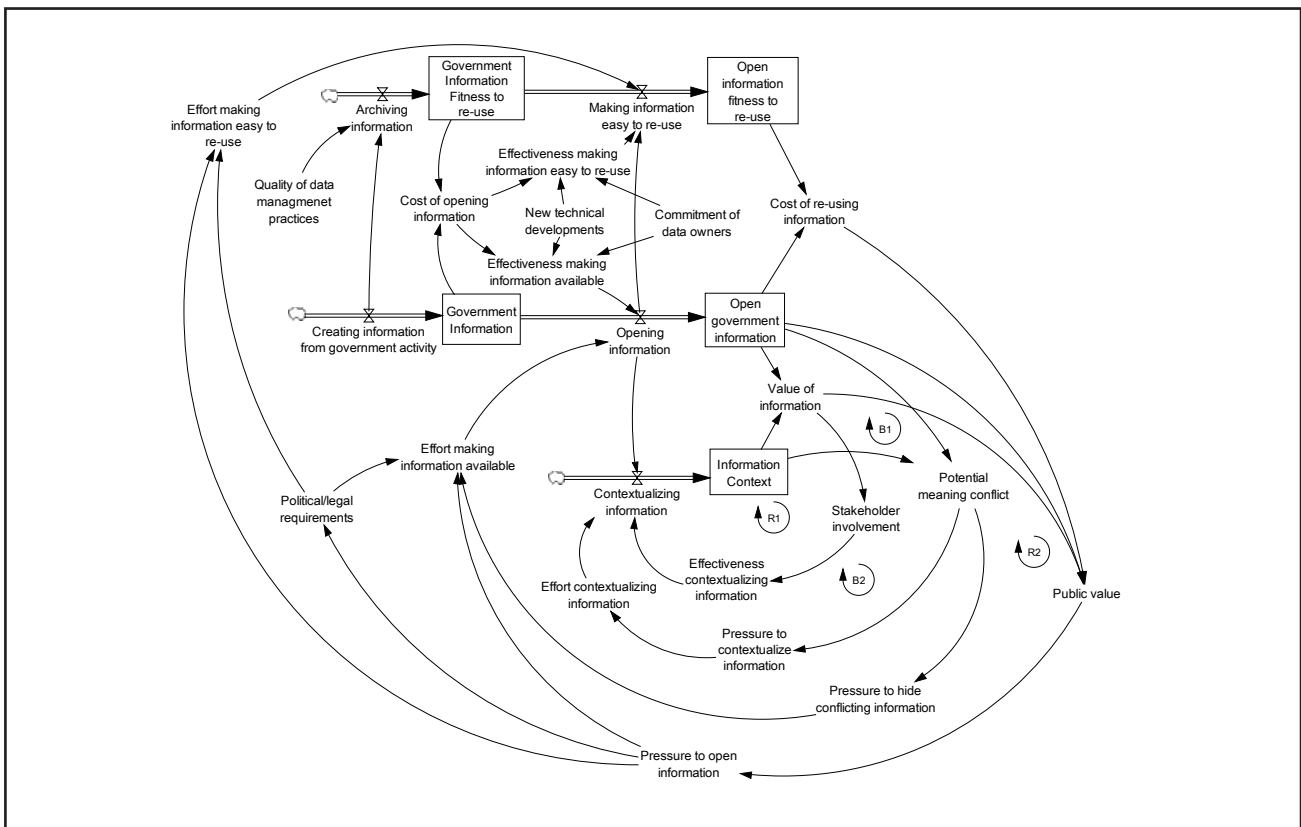 Government
Information
Fitness to
re-use
Open
information
fitness to
re-use
Effort making
information easy to
re-use
Archiving
information
Making information
easy to re-use
Effectiveness making
information easy to re-use
Quality of data
managmenet
practices
Cost of opening
information
New technical
developments
Commitment of
data owners
Cost of re-using
information
Effectiveness making
information available
Government
Information
Open
government
information
Creating information
from government activity
Opening
information
Value of
information
B1
Effort making
information available
Information
Context
Potential
meaning conflict
Political/legal
requirements
Contextualizing
information
R1
Stakeholder
involvement
R2
Effectiveness
contextualizing
information
B2
Effort contextualizing
information
Public value
Pressure to
contextualize
information
Pressure to hide
conflicting information
Pressure to open
information